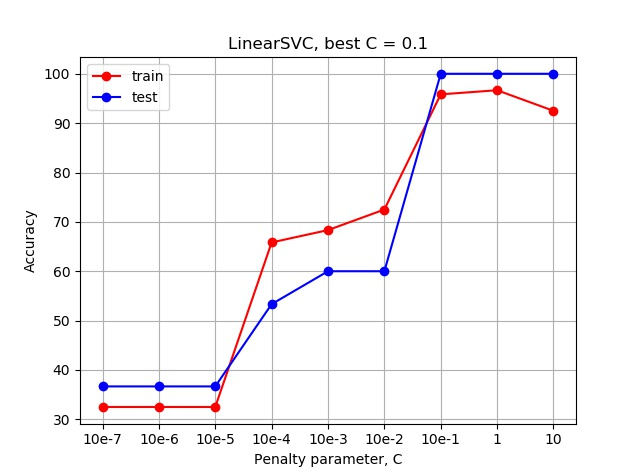 LinearSVC, best C = 0.1
train
test
100
90
80
70
60
50
40
30
Accuracy
10e-7 10e-6 10e-5 10e-4 10e-3 10e-2 10e-1 1 10
Penalty parameter, C